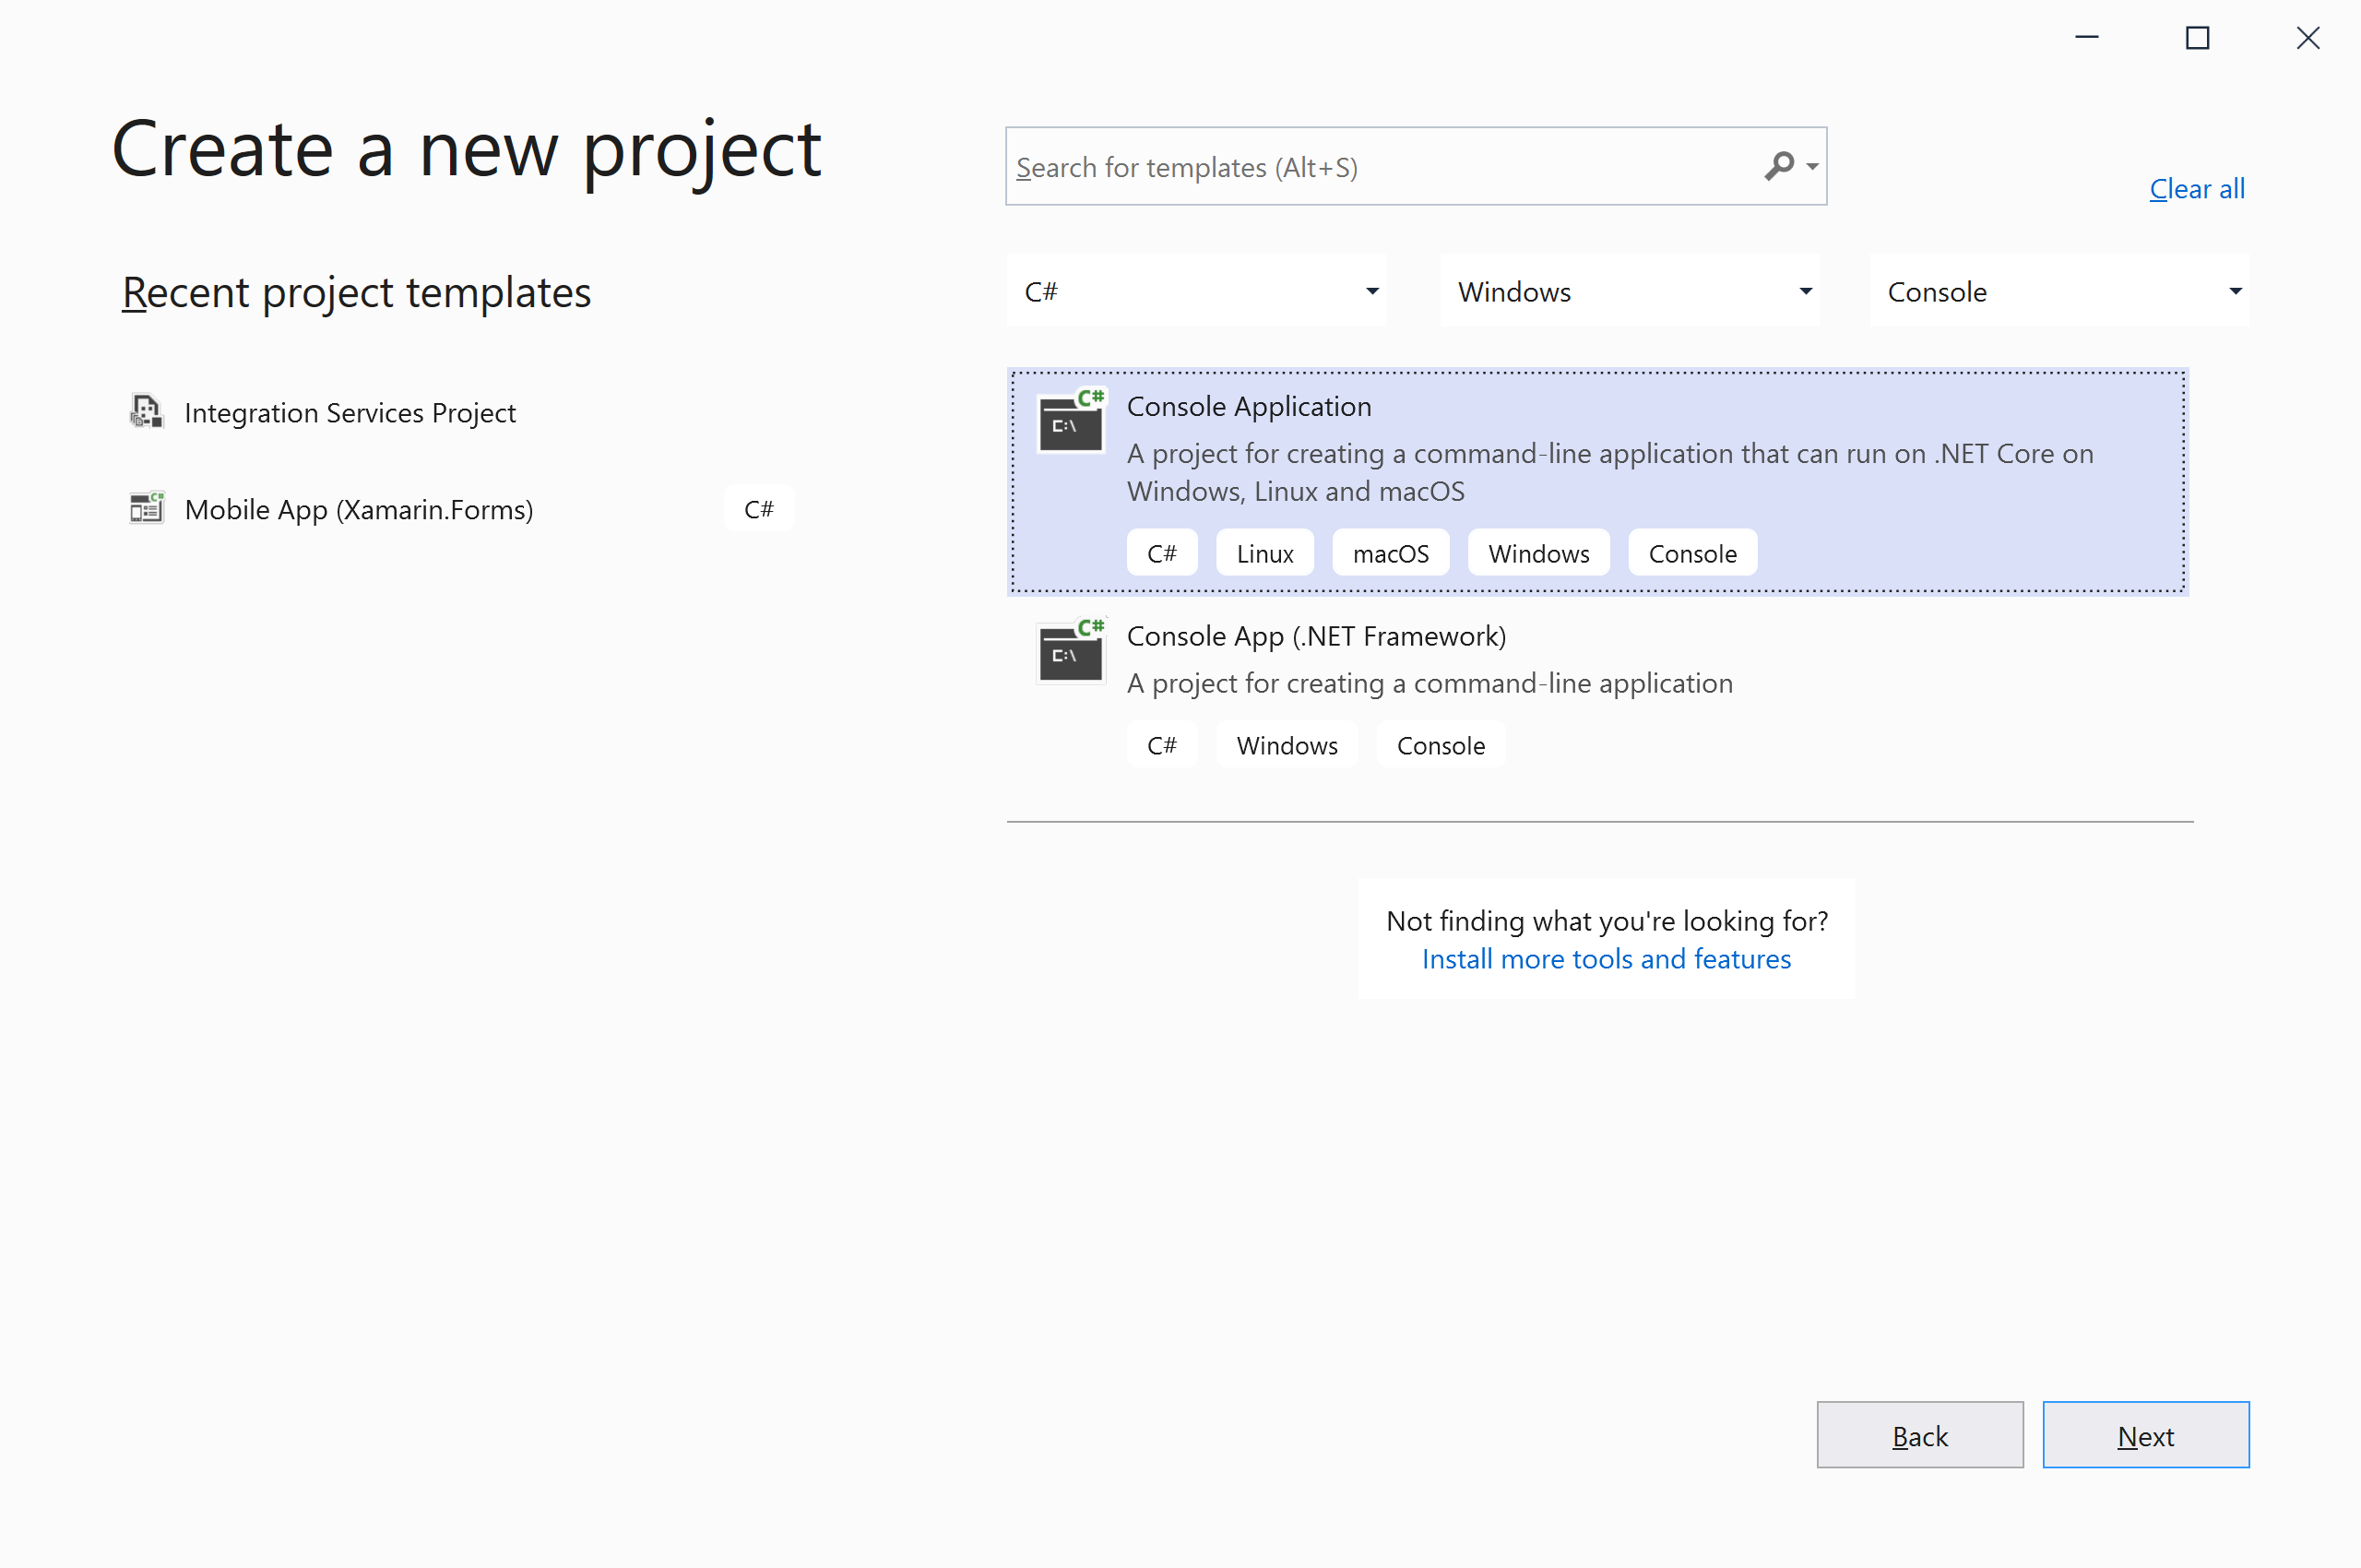 Create a new project
Search for templates (Alt+S)
Clear all
Recent project templates
C#
Windows
Console
Integration Services Project
Mobile App (Xamarin.Forms)
C#
C#
C:\
Console Application
A project for creating a command-line application that can run on .NET Core on
Windows, Linux and macOS
C#
Linux
macOS
Windows
Console
C#
C:\
Console App (.NET Framework)
A project for creating a command-line application
C#
Windows
Console
Not finding what you're looking for?
Install more tools and features
Back
Next